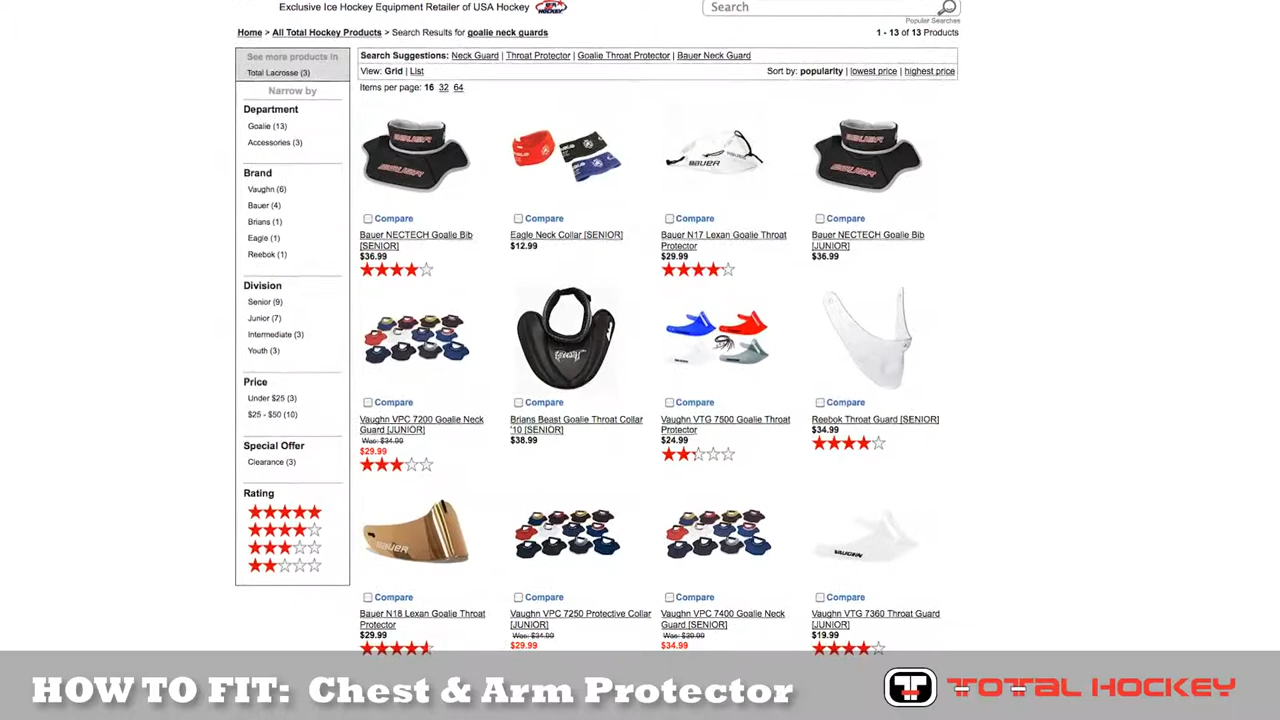 Exclusive Ice Hockey Equipment Retailer of USA Hockey
HOCKEY
Search
Popular Searches
Home > All Total Hockey Products > Search Results for goalie neck guards
1 - 13 of 13 Products
See more products in
Total Lacrosse (3)
Narrow by
Department
Goalie (13)
Accessories (3)
Brand
Vaughn (6)
Bauer (4)
Brians (1)
Eagle (1)
Reebok (1)
Division
Senior (9)
Junior (7)
Intermediate (3)
Youth (3)
Price
Under $25 (3)
$25 - $50 (10)
Special Offer
Clearance (3)
Rating
Search Suggestions: Neck Guard | Throat Protector | Goalie Throat Protector | Bauer Neck Guard
View: Grid | List
Sort by: popularity | lowest price | highest price
Items per page: 16 32 64
BAUER
BAUER
BAUER
BAUER
BAUER
Compare
Compare
Compare
Compare
Bauer NECTECH Goalie Bib
[SENIOR]
$36.99
Eagle Neck Collar [SENIOR]
$12.99
Bauer N17 Lexan Goalie Throat
Protector
$29.99
Bauer NECTECH Goalie Bib
[JUNIOR]
$36.99
Compare
Compare
Compare
Compare
Vaughn VPC 7200 Goalie Neck
Guard [JUNIOR]
Was: $34.99
$29.99
Brians Beast Goalie Throat Collar
'10 [SENIOR]
$38.99
Vaughn VTG 7500 Goalie Throat
Protector
$24.99
Reebok Throat Guard [SENIOR]
$34.99
BAUER
VAUGHN
Compare
Compare
Compare
Compare
Bauer N18 Lexan Goalie Throat
Protector
$29.99
Vaughn VPC 7250 Protective Collar
[JUNIOR]
Was: $34.99
$29.99
Vaughn VPC 7400 Goalie Neck
Guard [SENIOR]
Was: $39.99
$34.99
Vaughn VTG 7360 Throat Guard
[JUNIOR]
$19.99
HOW TO FIT: Chest & Arm Protector
TOTAL HOCKEY